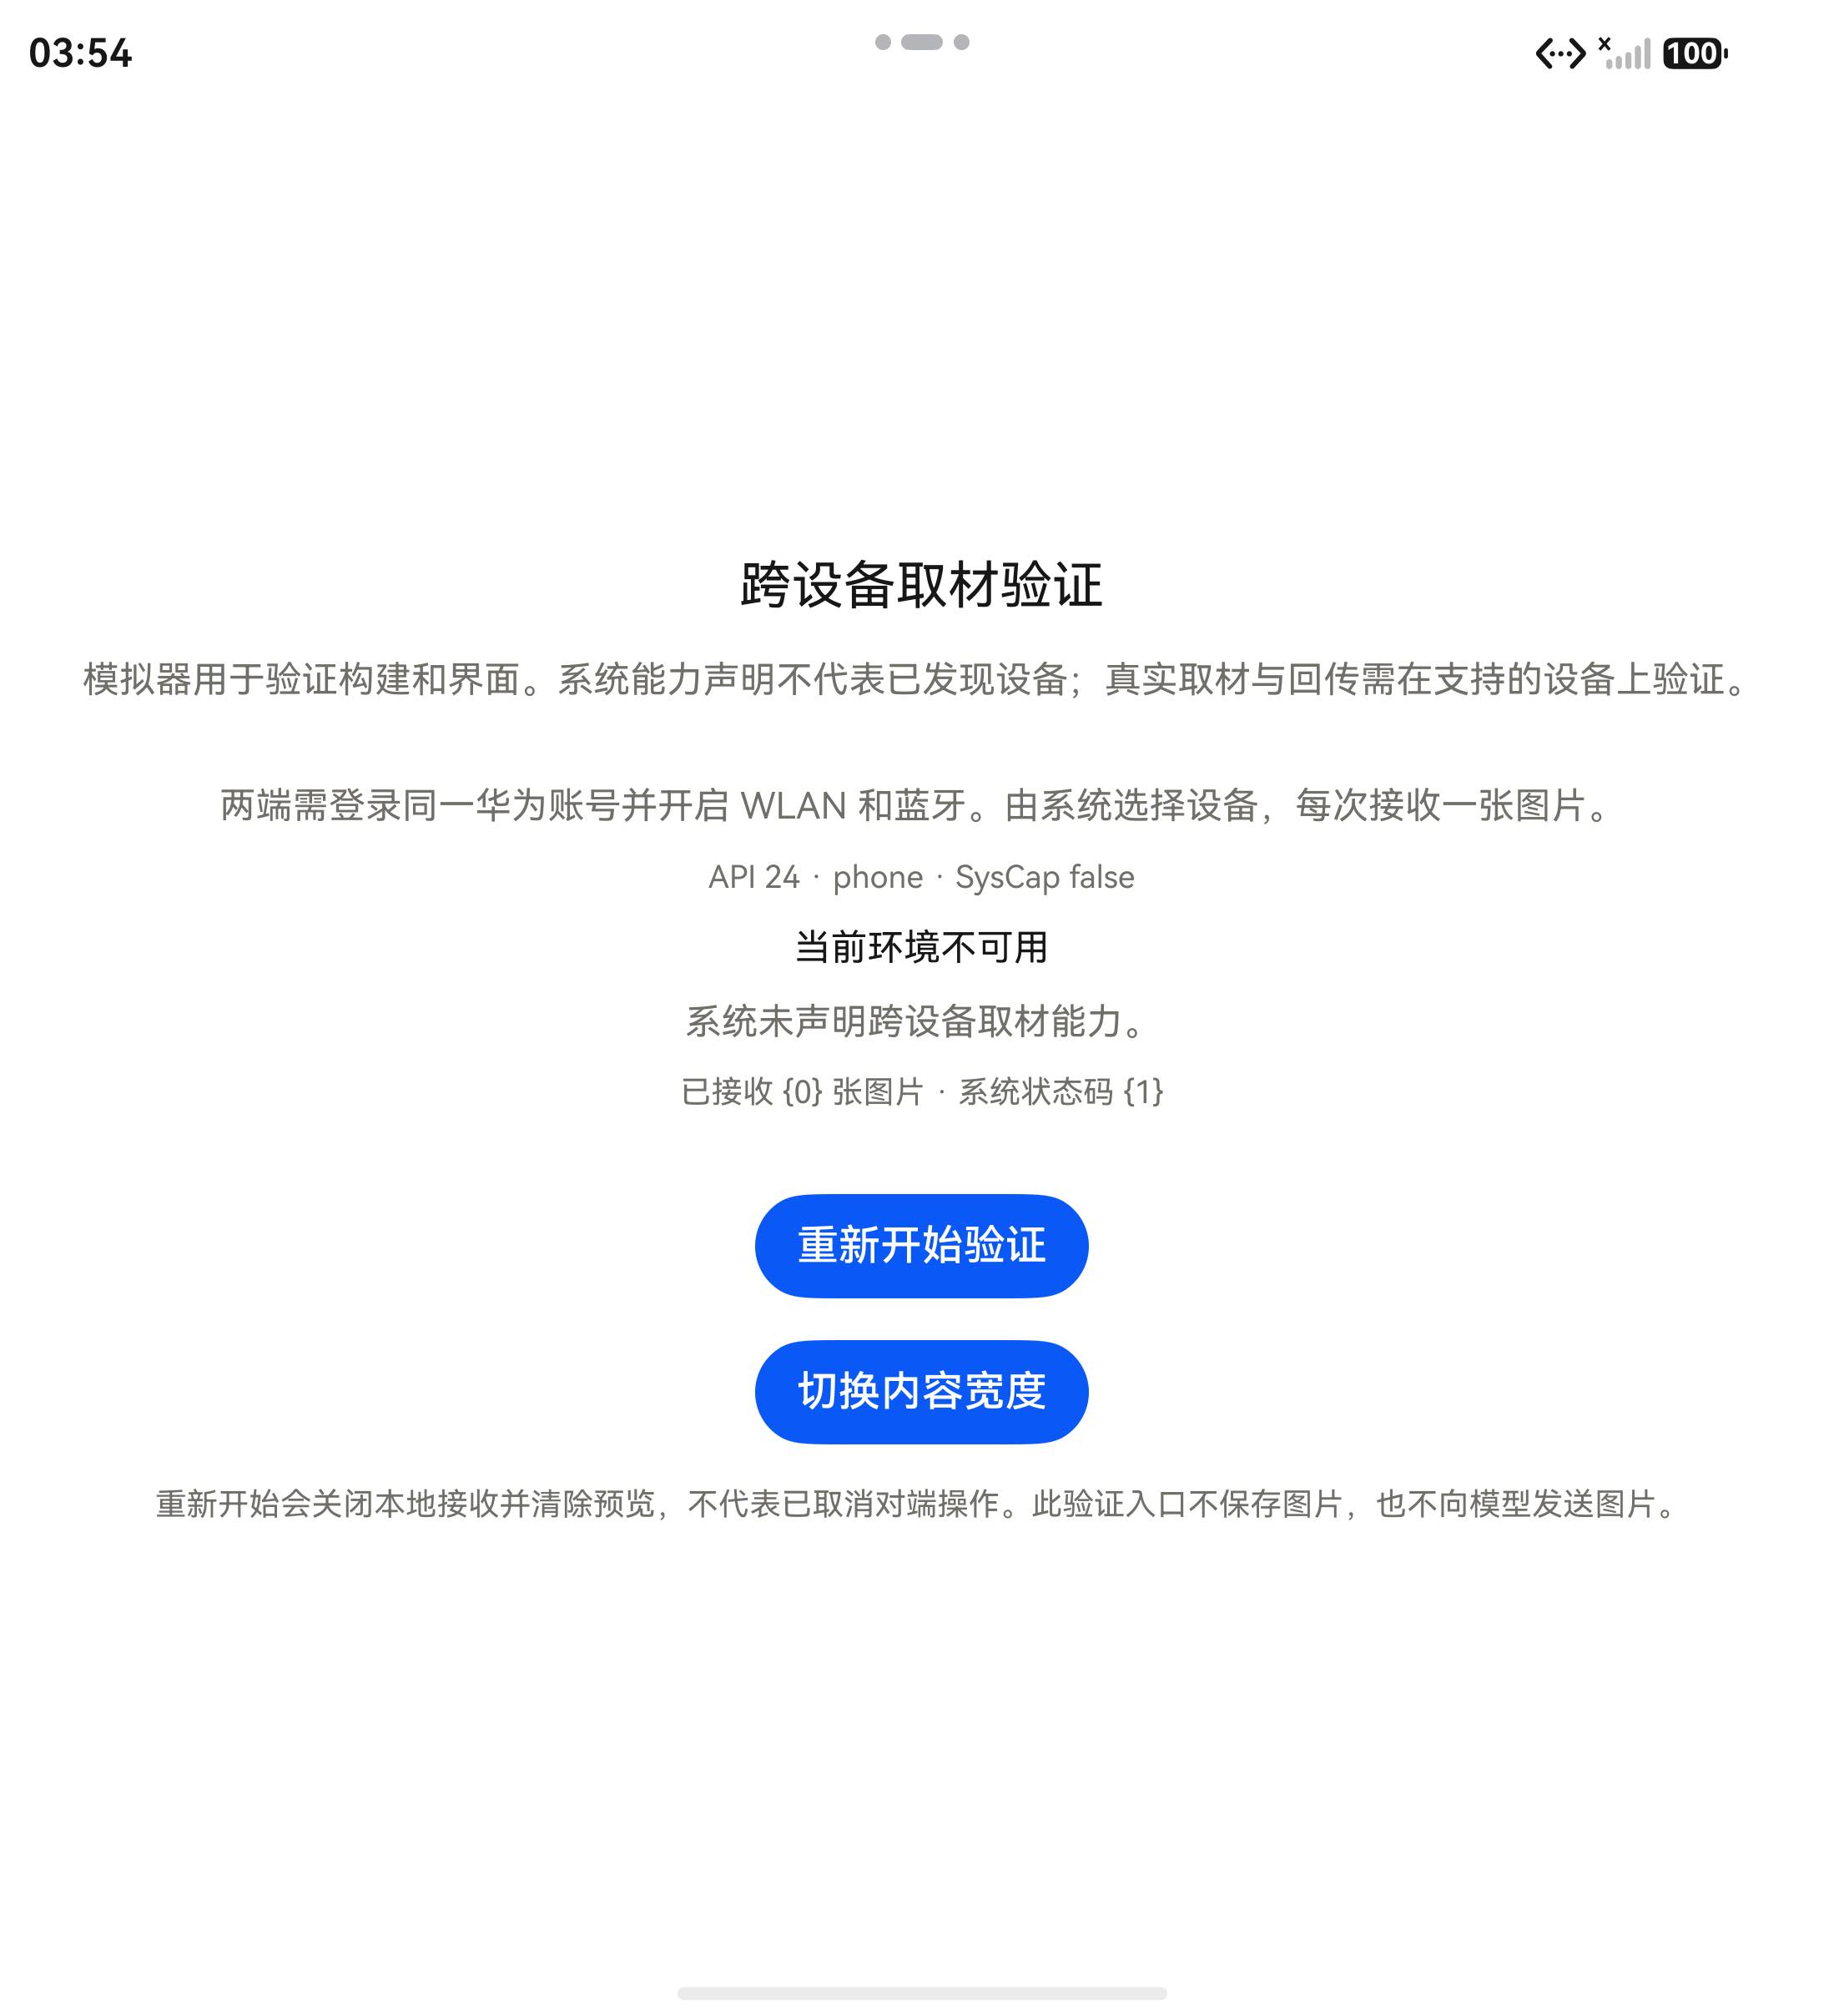 03:54
100
跨设备取材验证
模拟器用于验证构建和界面。系统能力声明不代表已发现设备；真实取材与回传需在支持的设备上验证。
两端需登录同一华为账号并开启 WLAN 和蓝牙。由系统选择设备，每次接收一张图片。
API 24 · phone · SysCap false
当前环境不可用
系统未声明跨设备取材能力。
已接收 {0} 张图片 · 系统状态码 {1}
重新开始验证
切换内容宽度
重新开始会关闭本地接收并清除预览，不代表已取消对端操作。此验证入口不保存图片，也不向模型发送图片。